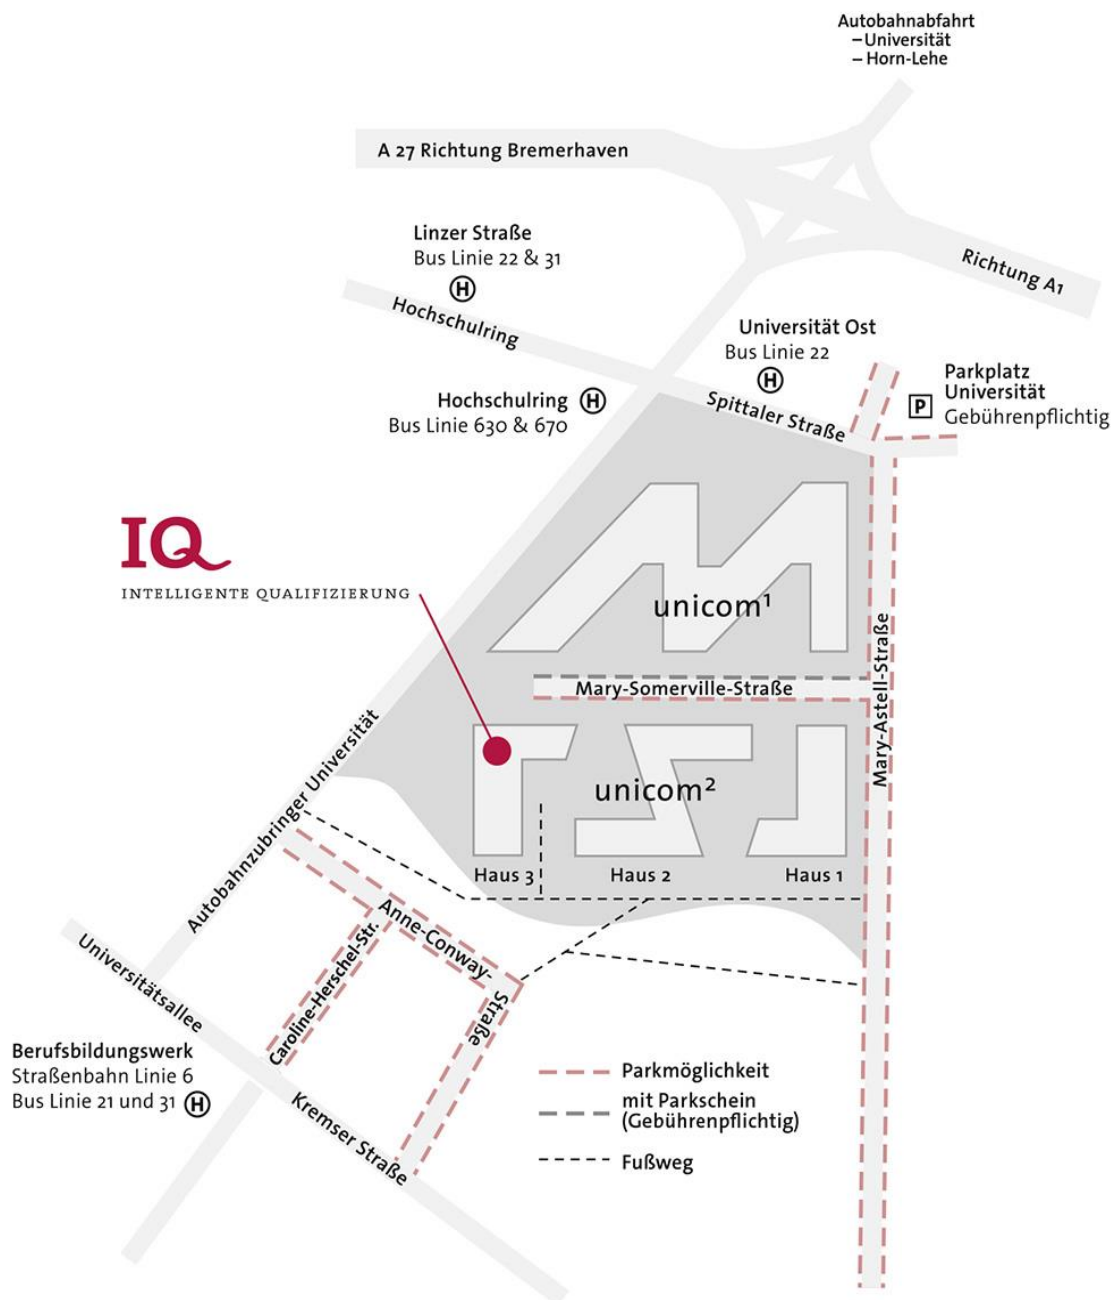 Autobahnabfahrt
– Universität
– Horn-Lehe
A 27 Richtung Bremerhaven
Linzer Straße
Bus Linie 22 & 31
H
Richtung A1
Hochschulring
Universität Ost
Bus Linie 22
H
Parkplatz
Universität
Gebührenpflichtig
P
Hochschulring
Bus Linie 630 & 670
H
Spittaler Straße
IQ
INTELLIGENTE QUALIFIZIERUNG
unicom¹
Mary-Somerville-Straße
Mary-Astell-Straße
unicom²
Autobahnzubringer Universität
Haus 3
Haus 2
Haus 1
Anne-Conway-
Straße
Caroline-Herschel-Str.
Universitätsallee
Berufsbildungswerk
Straßenbahn Linie 6
Bus Linie 21 und 31
H
Kremser Straße
Parkmöglichkeit
mit Parkschein
(Gebührenpflichtig)
Fußweg